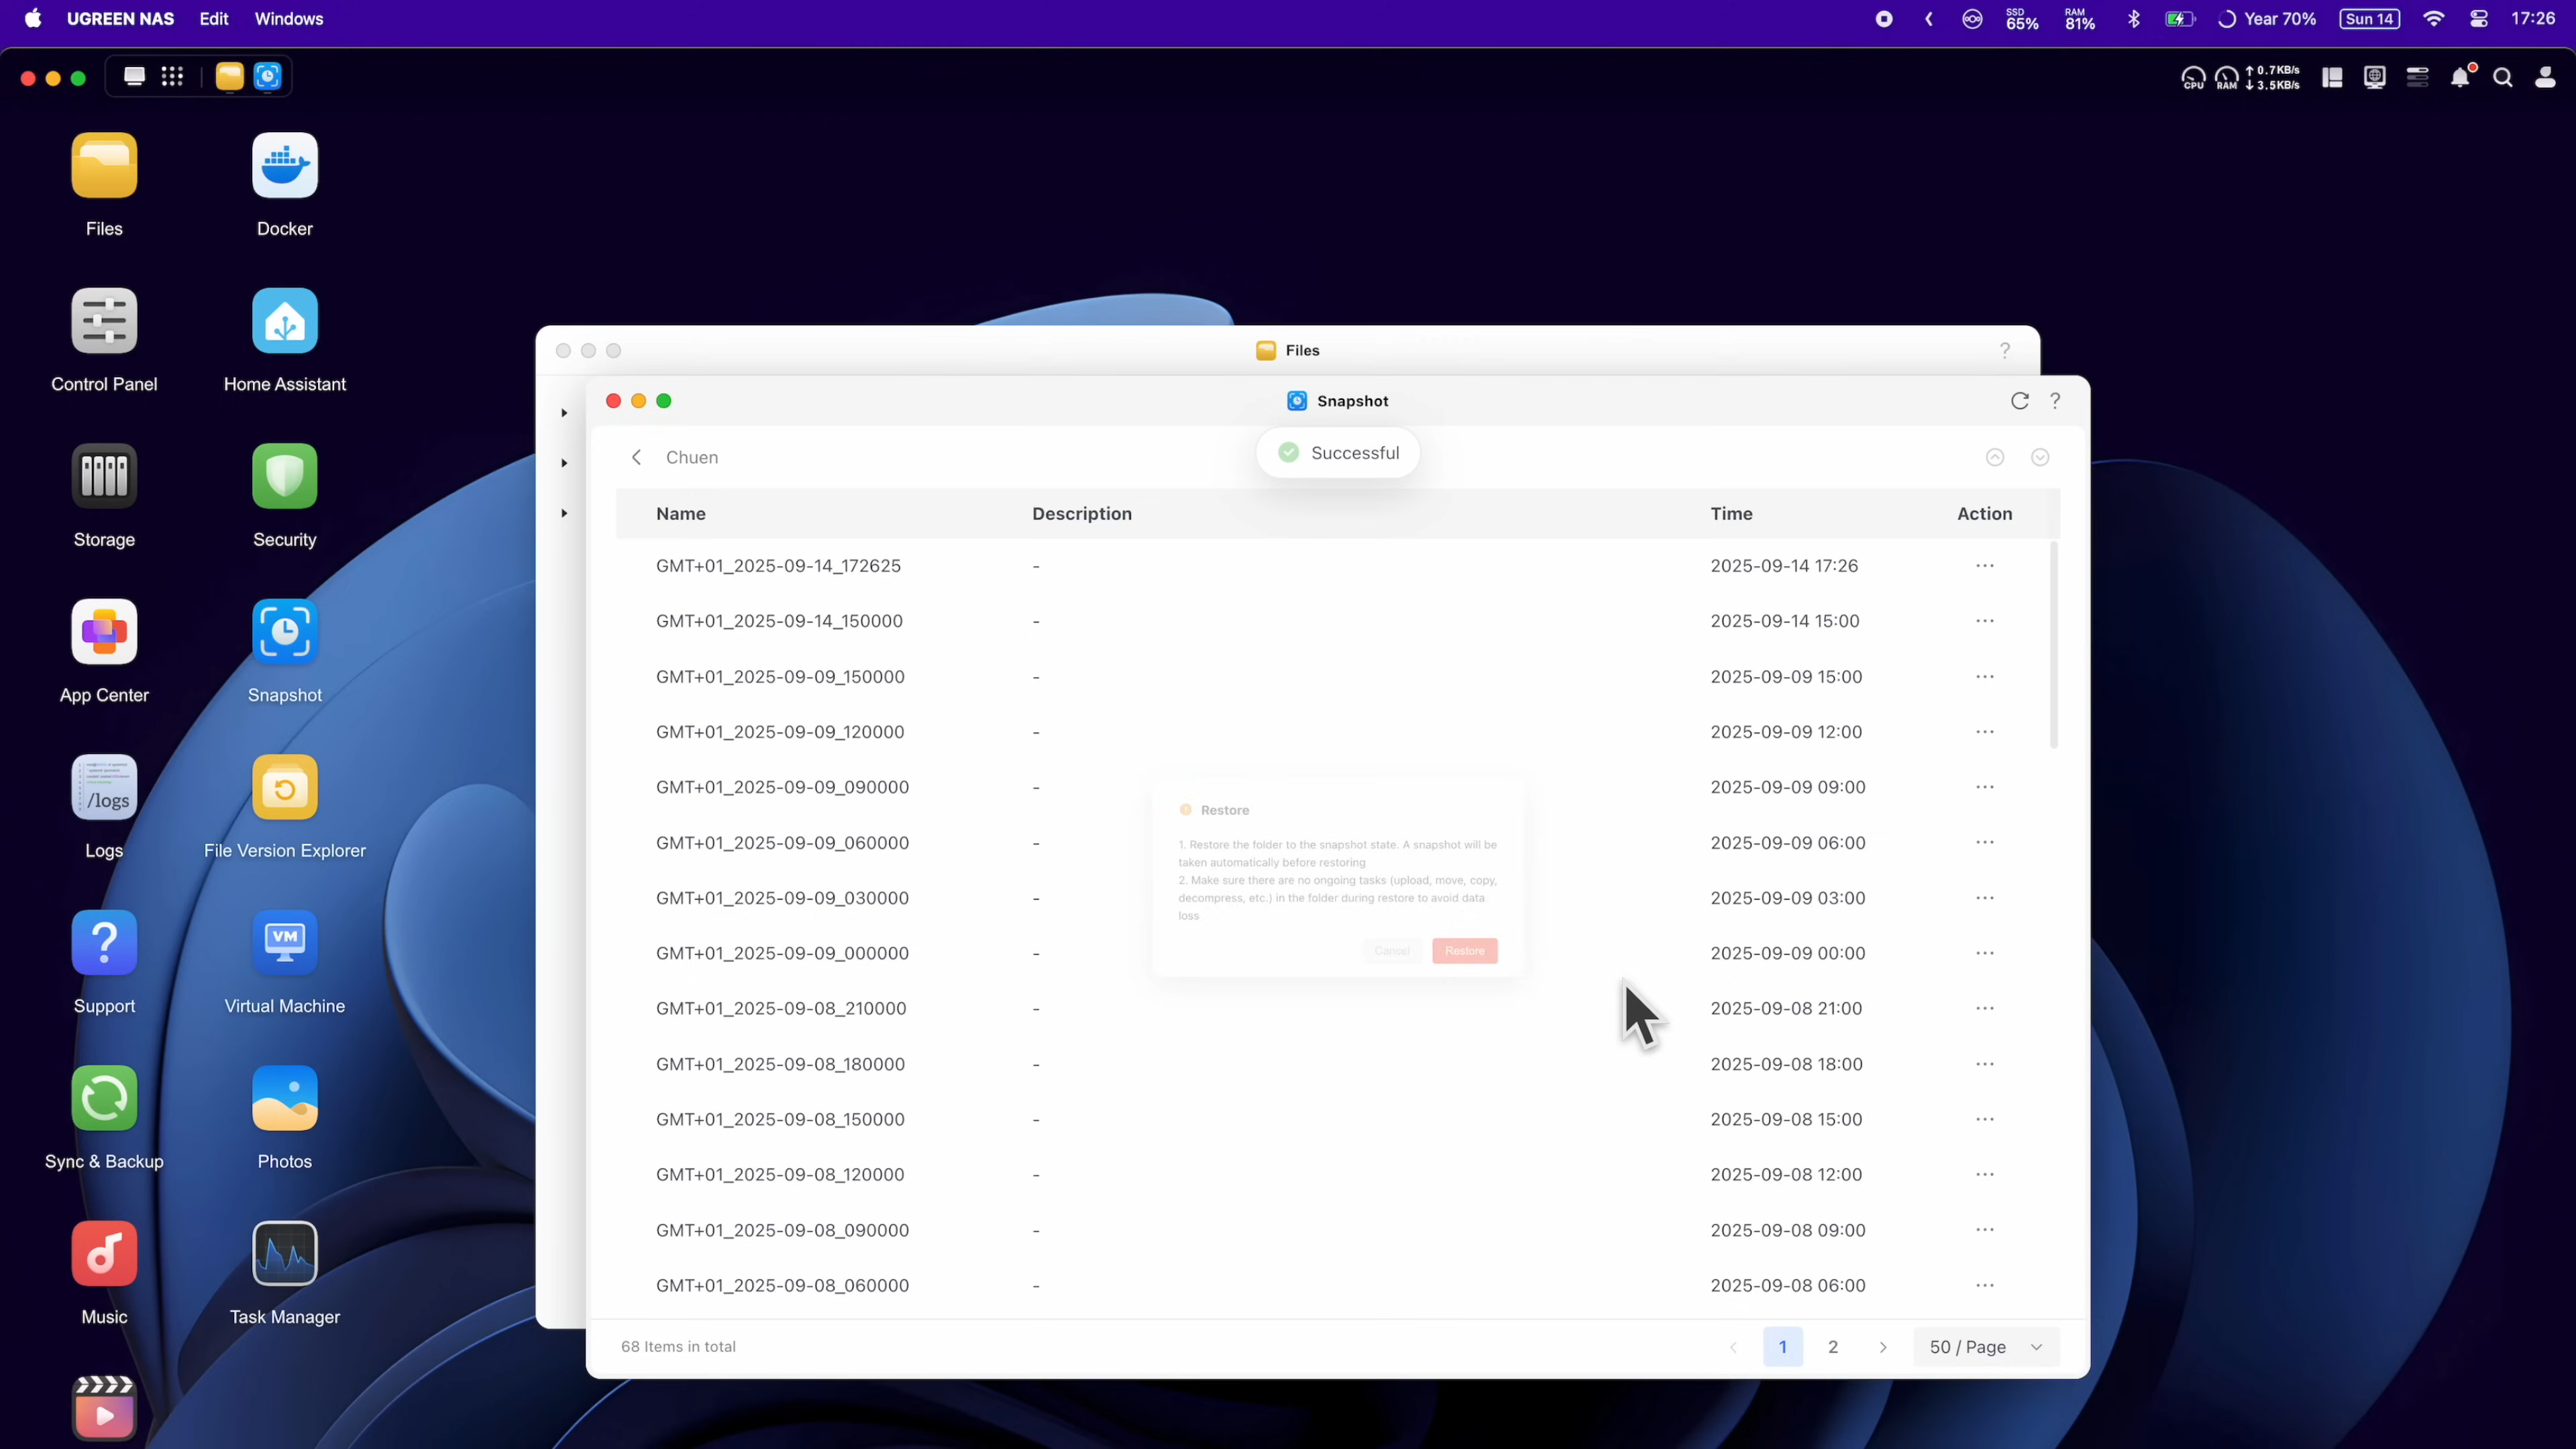 UGREEN NAS Edit Windows SSD 65% RAM 81% Year 70% Sun 14 17:26
CPU RAM 0.7KB/s 3.5KB/s
Files Docker
Control Panel Home Assistant
Storage Security
App Center Snapshot
/logs
Logs File Version Explorer
VM
Support Virtual Machine
Sync & Backup Photos
Music Task Manager
Files ?
Snapshot ?
Chuen
Successful
Name Description Time Action
GMT+01_2025-09-14_172625 - 2025-09-14 17:26 ...
GMT+01_2025-09-14_150000 - 2025-09-14 15:00 ...
GMT+01_2025-09-09_150000 - 2025-09-09 15:00 ...
GMT+01_2025-09-09_120000 - 2025-09-09 12:00 ...
GMT+01_2025-09-09_090000 - 2025-09-09 09:00 ...
GMT+01_2025-09-09_060000 - 2025-09-09 06:00 ...
GMT+01_2025-09-09_030000 - 2025-09-09 03:00 ...
GMT+01_2025-09-09_000000 - 2025-09-09 00:00 ...
GMT+01_2025-09-08_210000 - 2025-09-08 21:00 ...
GMT+01_2025-09-08_180000 - 2025-09-08 18:00 ...
GMT+01_2025-09-08_150000 - 2025-09-08 15:00 ...
GMT+01_2025-09-08_120000 - 2025-09-08 12:00 ...
GMT+01_2025-09-08_090000 - 2025-09-08 09:00 ...
GMT+01_2025-09-08_060000 - 2025-09-08 06:00 ...
Restore
1. Restore the folder to the snapshot state. A snapshot will be
taken automatically before restoring
2. Make sure there are no ongoing tasks (upload, move, copy,
decompress, etc.) in the folder during restore to avoid data
loss
Cancel Restore
68 Items in total 1 2 50 / Page